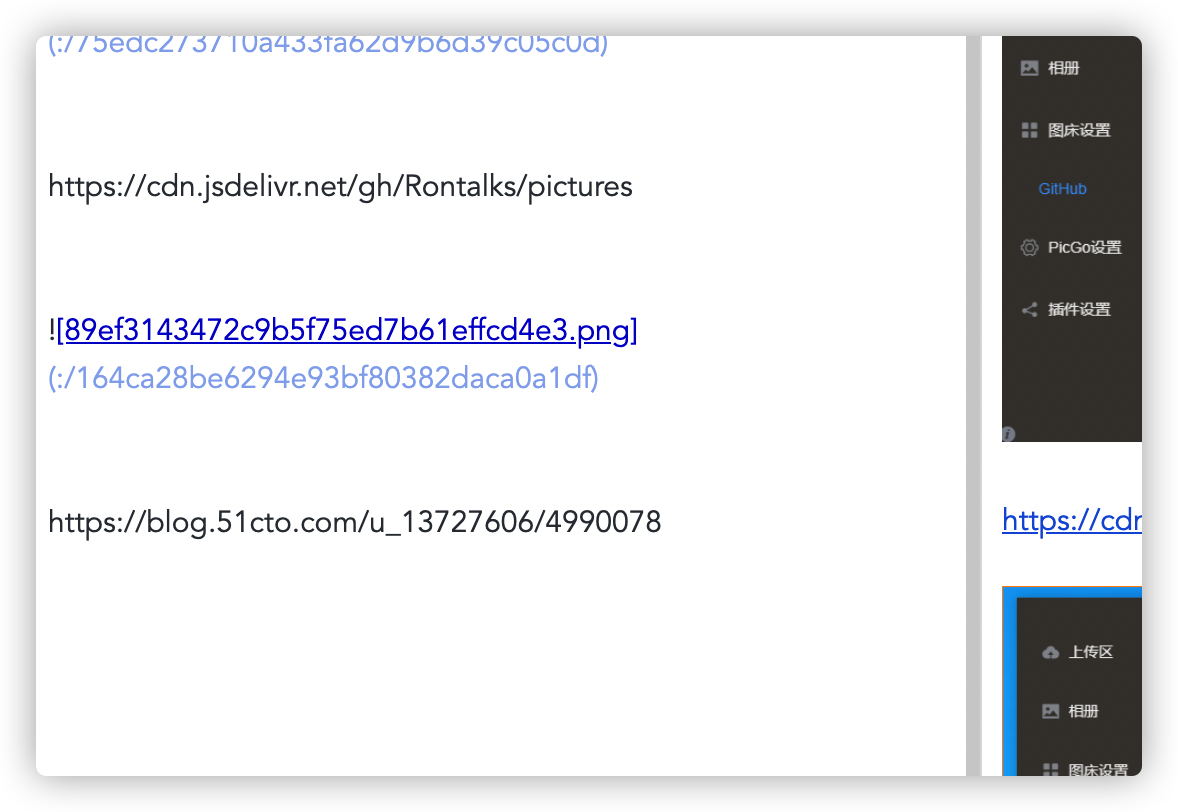 (:/75edc273710a433fa62d9b6d39c05c0d)
https://cdn.jsdelivr.net/gh/Rontalks/pictures
![89ef3143472c9b5f75ed7b61effcd4e3.png]
(:/164ca28be6294e93bf80382daca0a1df)
https://blog.51cto.com/u_13727606/4990078
相册
图床设置
GitHub
PicGo设置
插件设置
https://cdn
上传区
相册
图床设置